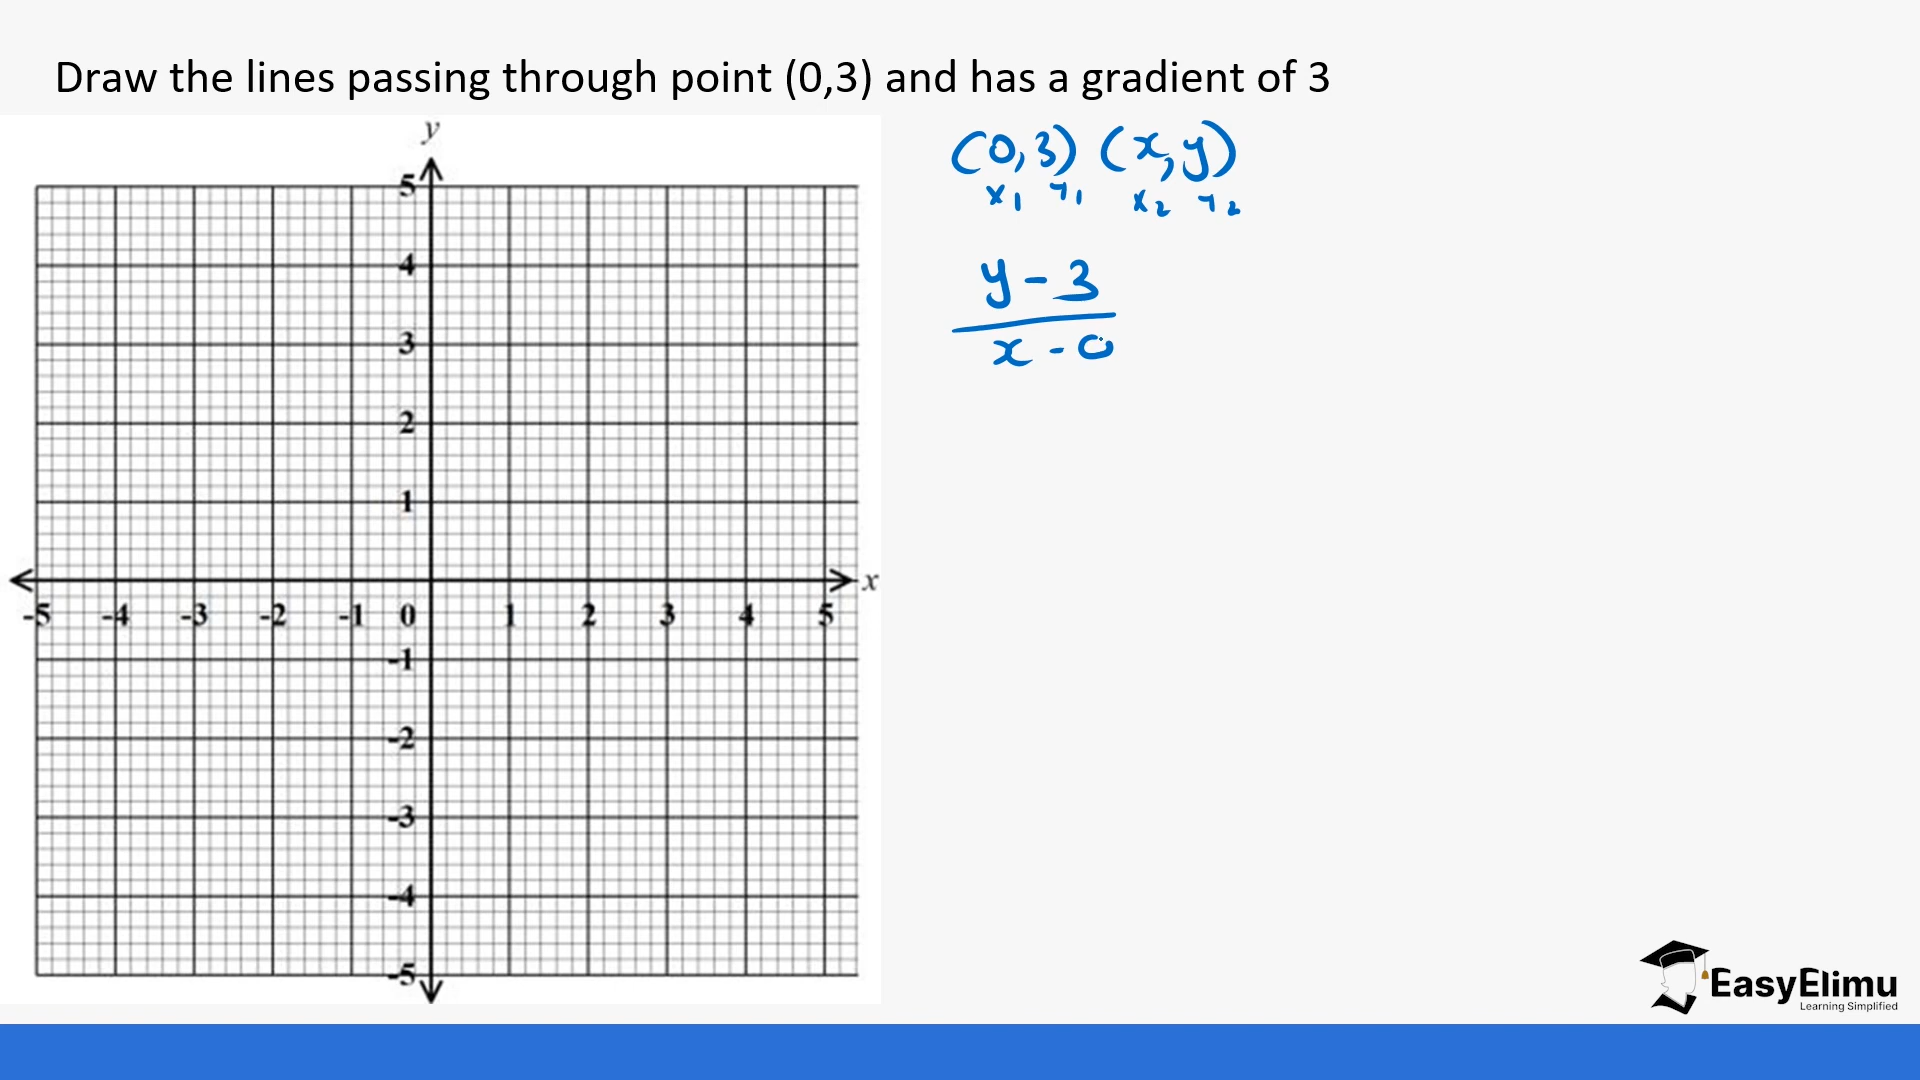 Draw the lines passing through point (0,3) and has a gradient of 3
(0,3) (x,y)
x1 y1 x2 y2
y - 3
x - 0
y
5
4
3
2
1
x
-5 -4 -3 -2 -1 0 1 2 3 4 5
-1
-2
-3
-4
-5
EasyElimu
Learning Simplified